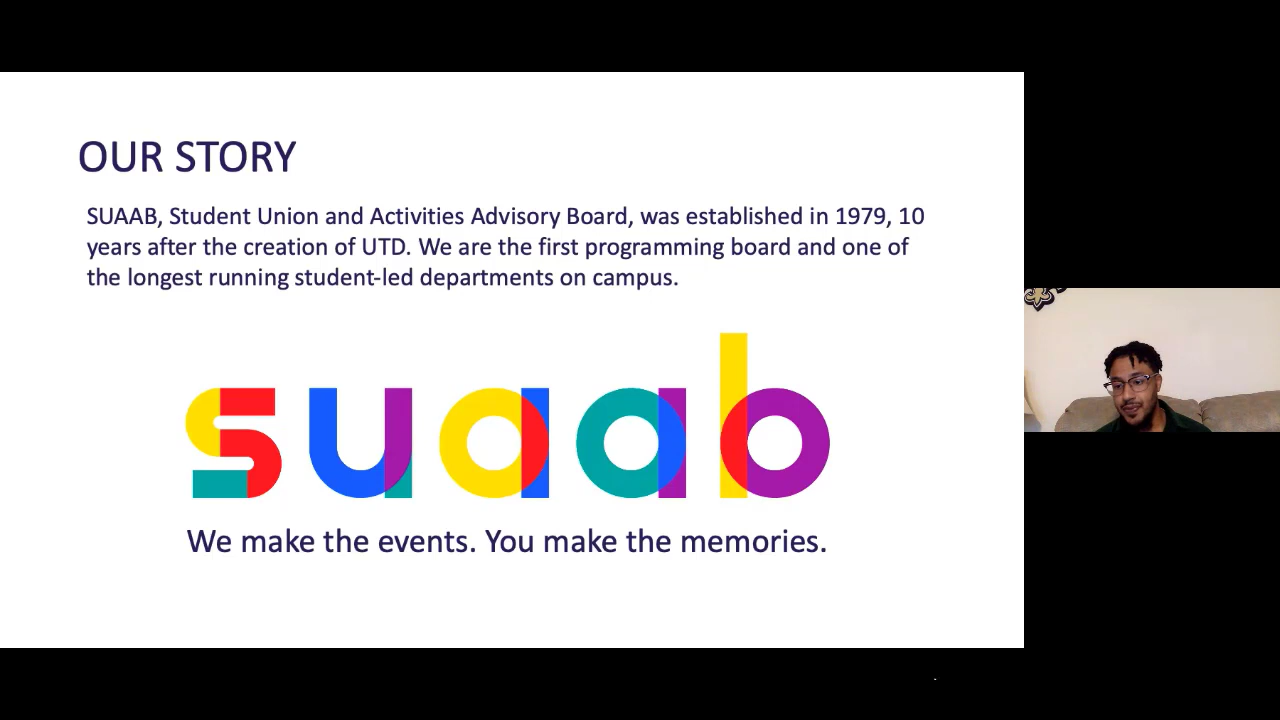 OUR STORY
SUAAB, Student Union and Activities Advisory Board, was established in 1979, 10
years after the creation of UTD. We are the first programming board and one of
the longest running student-led departments on campus.
suaab
We make the events. You make the memories.